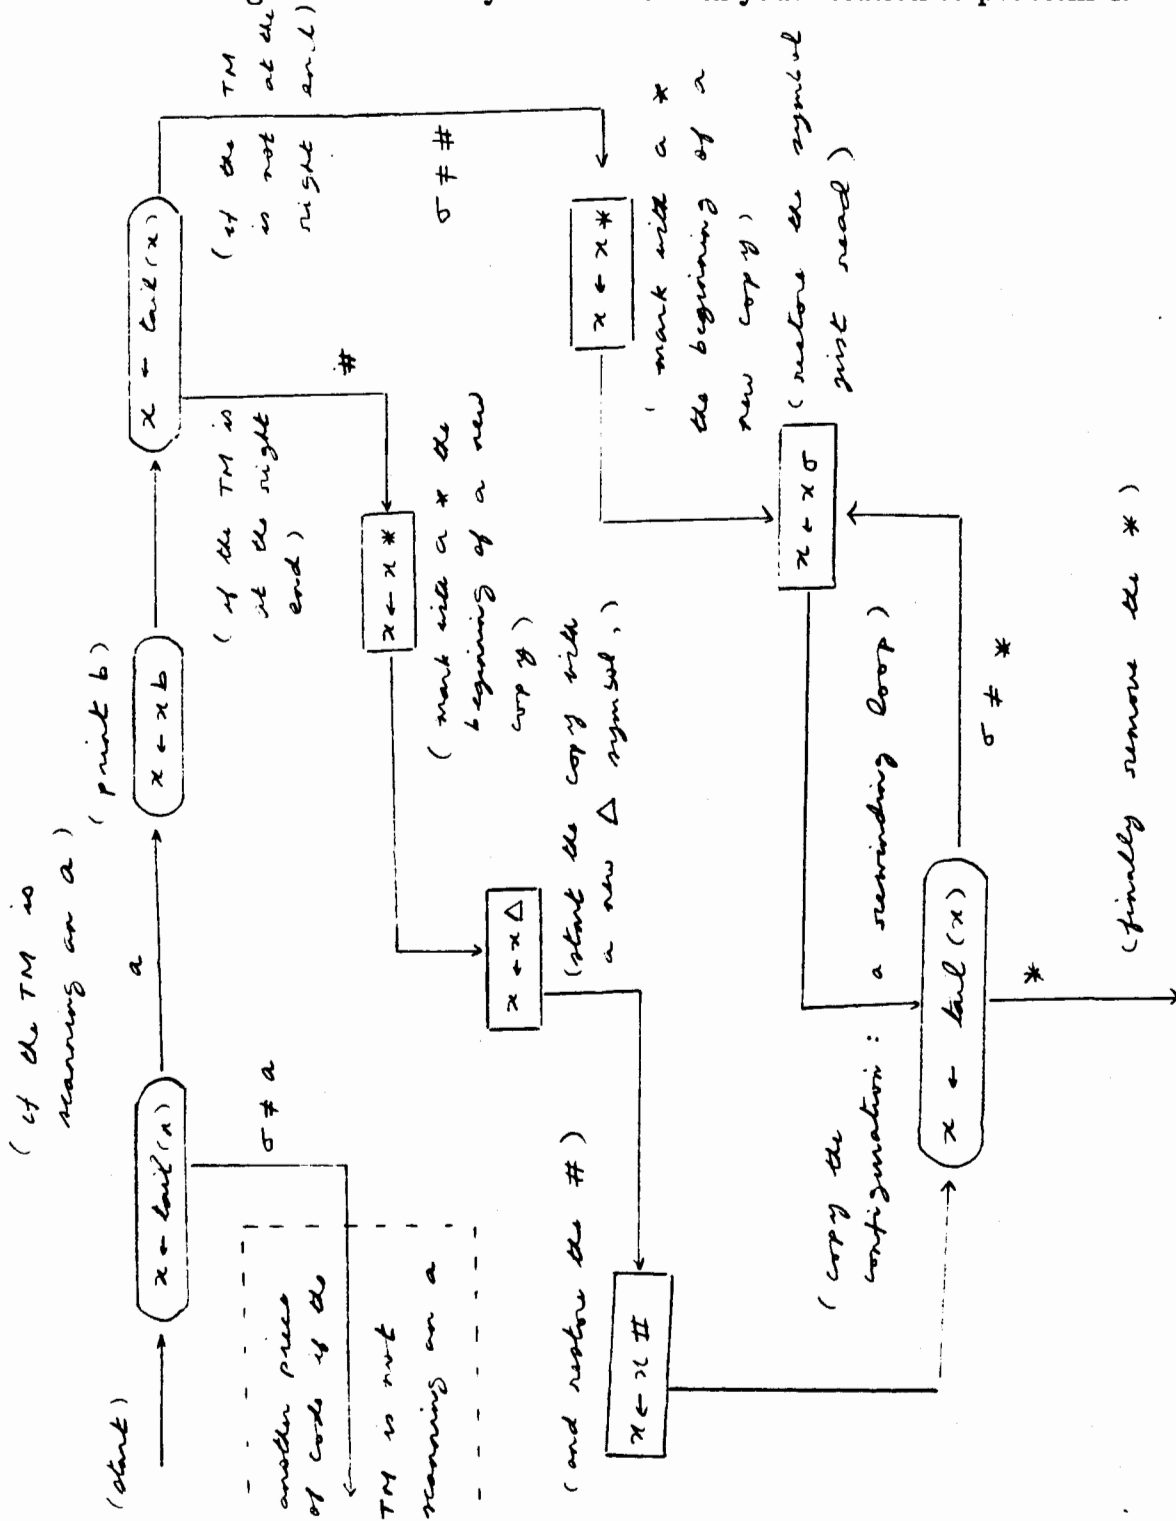 (start)
x ← tail(x)
(if the TM is
scanning an a)
a
σ ≠ a
another piece
of code if the
TM is not
scanning an a
(print b)
x ← x b
x ← tail(x)
(if the TM is
at the right
end)
#
(if the TM
is not at the
right end)
σ ≠ #
x ← x *
(mark with a * the
beginning of a new
copy)
x ← x Δ
(start the copy with
a new Δ symbol,)
(and restore the #)
x ← x #
x ← x *
( mark with a *
the beginning of a
new copy)
x ← x σ
(restore the symbol
just read)
(copy the
configuration : a rewinding loop)
x ← tail (x)
σ ≠ *
*
(finally remove the *)